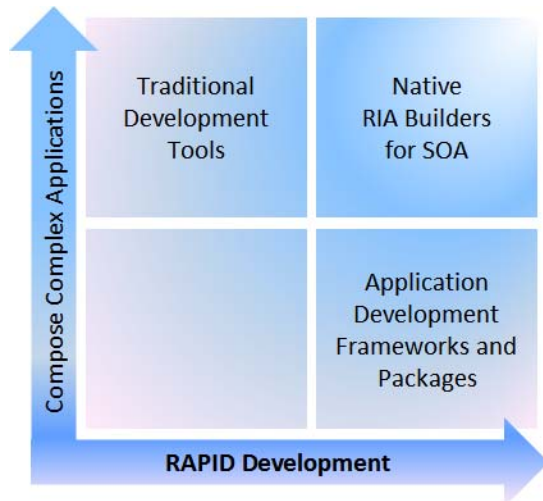 Compose Complex Applications
Traditional
Development
Tools
Native
RIA Builders
for SOA
Application
Development
Frameworks and
Packages
RAPID Development